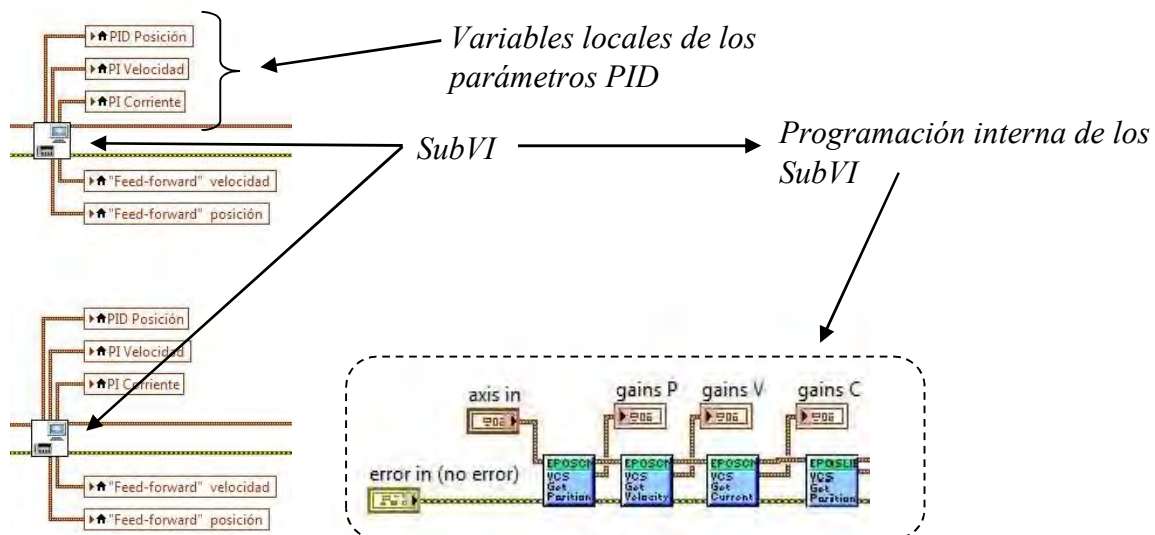 PID Posición
PI Velocidad
PI Corriente
"Feed-forward" velocidad
"Feed-forward" posición
Variables locales de los
parámetros PID
SubVI
Programación interna de los
SubVI
PID Posición
PI Velocidad
PI Corriente
"Feed-forward" velocidad
"Feed-forward" posición
axis in
gains P
gains V
gains C
error in (no error)
EPOSCM
VCS
Get
Position
EPOSCM
VCS
Get
Velocity
EPOSCM
VCS
Get
Current
VCS
Get
Position